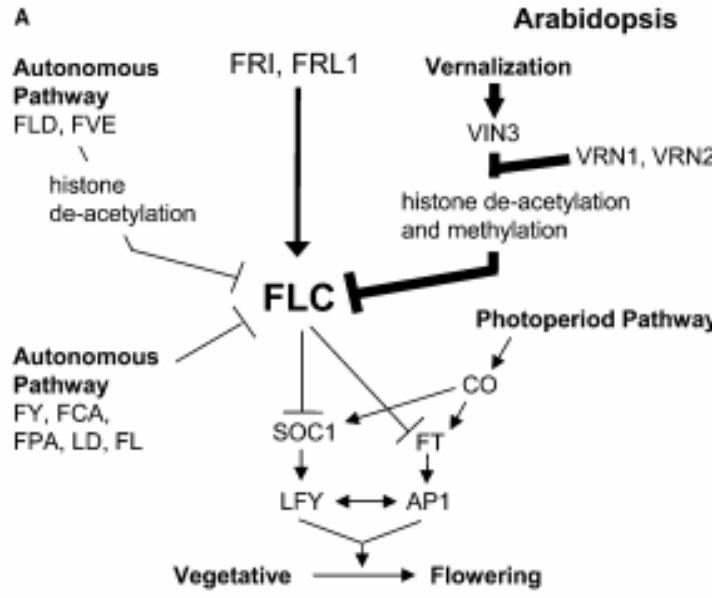 A
Arabidopsis
Autonomous
Pathway
FLD, FVE
histone
de-acetylation
FRI, FRL1
Vernalization
VIN3
VRN1, VRN2
histone de-acetylation
and methylation
FLC
Photoperiod Pathway
Autonomous
Pathway
FY, FCA,
FPA, LD, FL
CO
SOC1
FT
LFY
AP1
Vegetative
Flowering